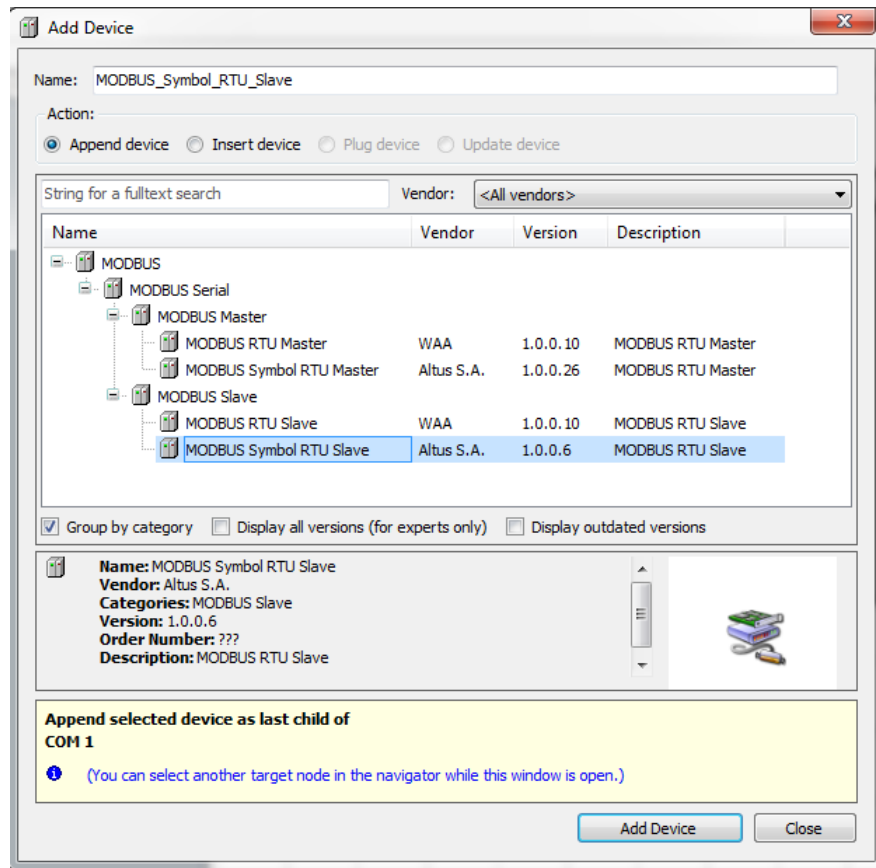 Add Device
Name: MODBUS_Symbol_RTU_Slave
Action:
Append device Insert device Plug device Update device
String for a fulltext search Vendor: <All vendors>
Name Vendor Version Description
MODBUS
MODBUS Serial
MODBUS Master
MODBUS RTU Master WAA 1.0.0.10 MODBUS RTU Master
MODBUS Symbol RTU Master Altus S.A. 1.0.0.26 MODBUS RTU Master
MODBUS Slave
MODBUS RTU Slave WAA 1.0.0.10 MODBUS RTU Slave
MODBUS Symbol RTU Slave Altus S.A. 1.0.0.6 MODBUS RTU Slave
Group by category Display all versions (for experts only) Display outdated versions
Name: MODBUS Symbol RTU Slave
Vendor: Altus S.A.
Categories: MODBUS Slave
Version: 1.0.0.6
Order Number: ???
Description: MODBUS RTU Slave
Append selected device as last child of
COM 1
(You can select another target node in the navigator while this window is open.)
Add Device Close